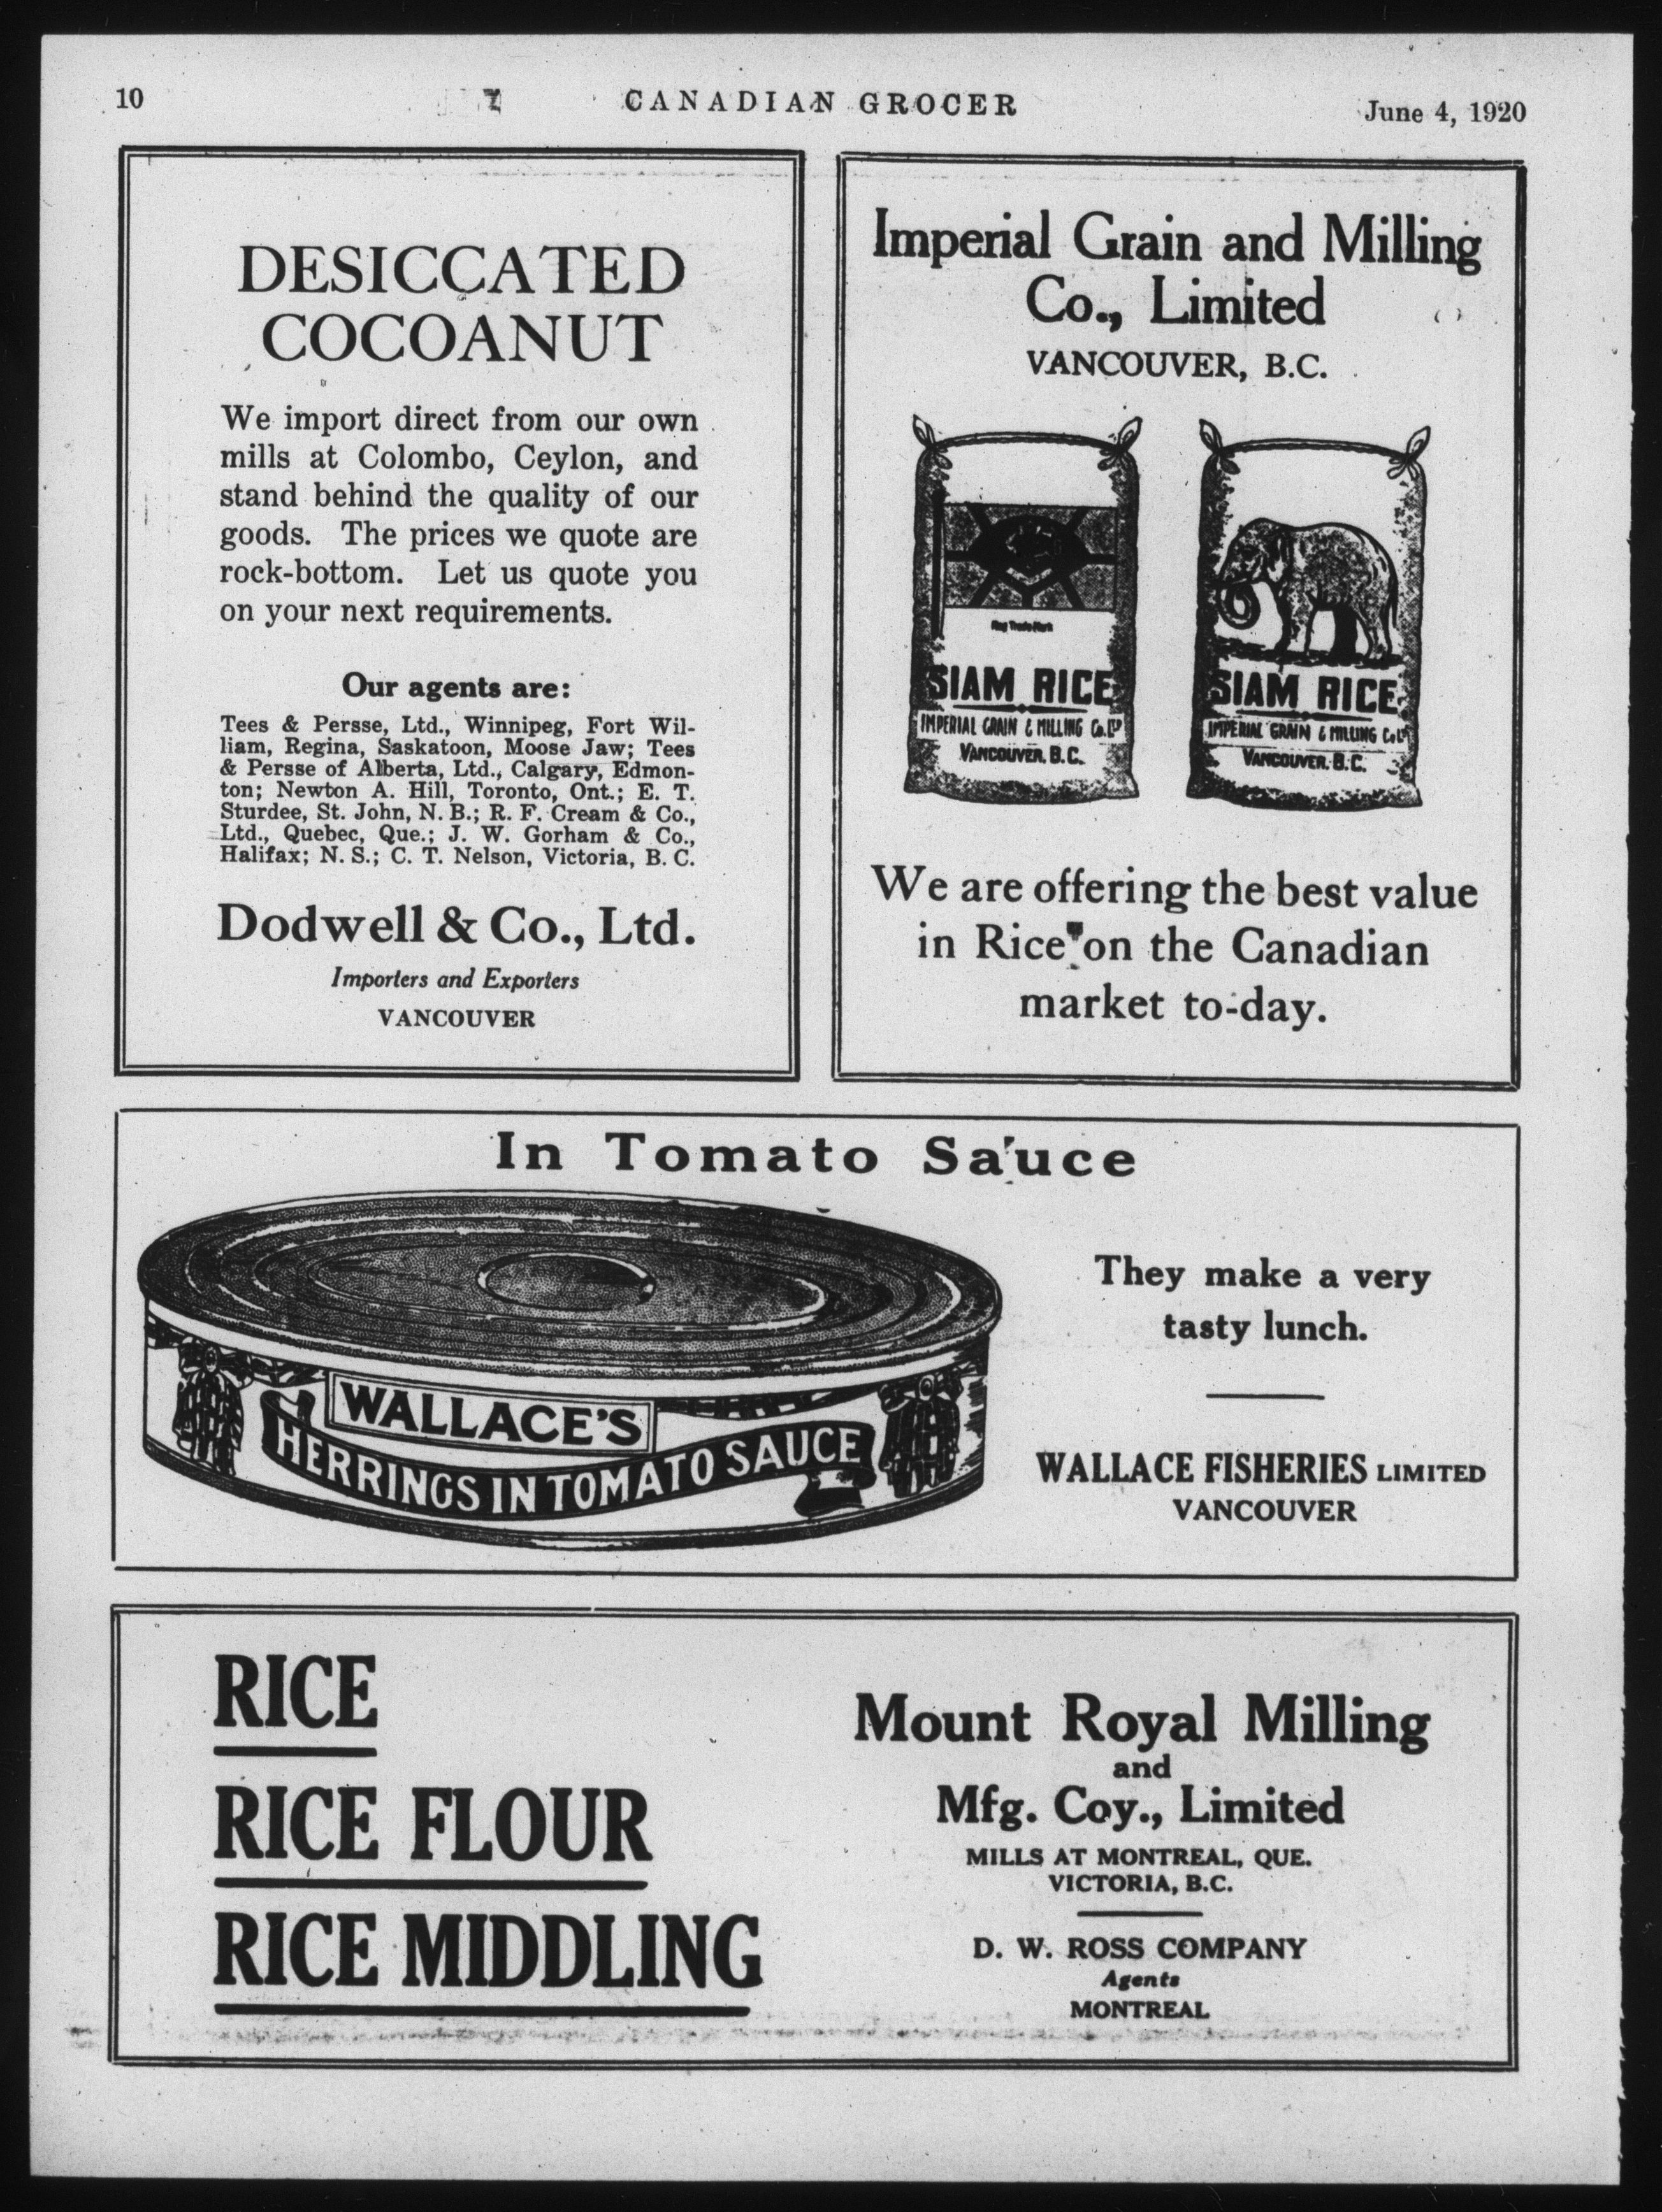 10
CANADIAN GROCER
June 4, 1920
DESICCATED
COCOANUT
We import direct from our own
mills at Colombo, Ceylon, and
stand behind the quality of our
goods. The prices we quote are
rock-bottom. Let us quote you
on your next requirements.
Our agents are:
Tees & Persse, Ltd., Winnipeg, Fort Wil-
liam, Regina, Saskatoon, Moose Jaw; Tees
& Persse of Alberta, Ltd., Calgary, Edmon-
ton; Newton A. Hill, Toronto, Ont.; E. T.
Sturdee, St. John, N. B.; R. F. Cream & Co.,
Ltd., Quebec, Que.; J. W. Gorham & Co.,
Halifax; N. S.; C. T. Nelson, Victoria, B. C.
Dodwell & Co., Ltd.
Importers and Exporters
VANCOUVER
Imperial Grain and Milling
Co., Limited
VANCOUVER, B.C.
Reg Trade Mark
SIAM RICE
IMPERIAL GRAIN & MILLING Co. LTD
VANCOUVER, B.C.
SIAM RICE
IMPERIAL GRAIN & MILLING Co LTD
VANCOUVER. B.C.
We are offering the best value
in Rice on the Canadian
market to-day.
In Tomato Sauce
WALLACE'S
HERRINGS IN TOMATO SAUCE
They make a very
tasty lunch.
WALLACE FISHERIES LIMITED
VANCOUVER
RICE
RICE FLOUR
RICE MIDDLING
Mount Royal Milling
and
Mfg. Coy., Limited
MILLS AT MONTREAL, QUE.
VICTORIA, B.C.
D. W. ROSS COMPANY
Agents
MONTREAL